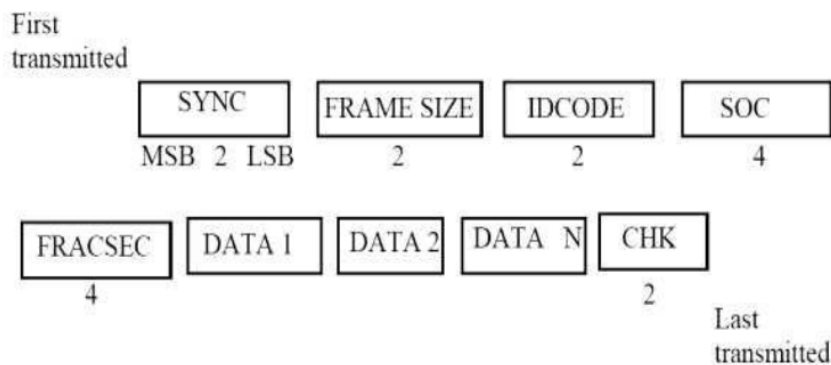 First
transmitted
SYNC FRAME SIZE IDCODE SOC
MSB 2 LSB 2 2 4
FRACSEC DATA 1 DATA 2 DATA N CHK
4 2
Last
transmitted